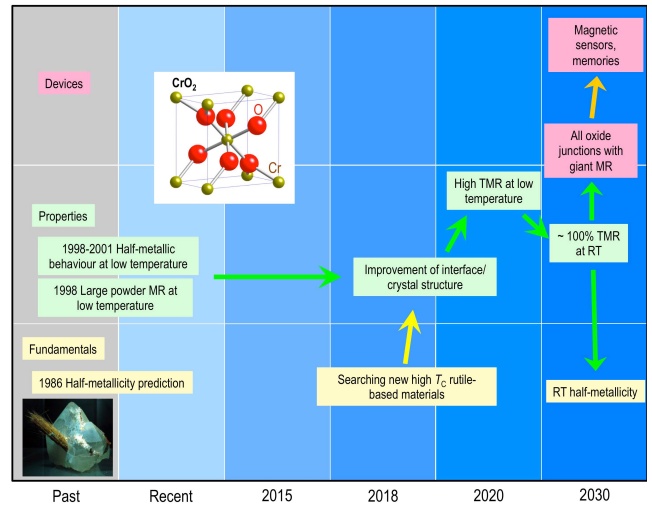 Magnetic
sensors,
memories
Devices
CrO2
O
Cr
All oxide
junctions with
giant MR
High TMR at low
temperature
Properties
~ 100% TMR
at RT
1998-2001 Half-metallic
behaviour at low temperature
Improvement of interface/
crystal structure
1998 Large powder MR at
low temperature
Fundamentals
1986 Half-metallicity prediction
Searching new high TC rutile-
based materials
RT half-metallicity
Past
Recent
2015
2018
2020
2030